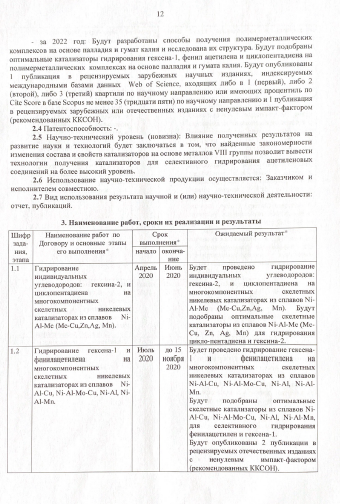 12
- за 2022 год: Будут разработаны способы получения полиметаллических
комплексов на основе палладия и гумата калия и исследована их структура. Будут подобраны
оптимальные катализаторы гидрирования гексена-1, фенил ацетилена и циклопентадиена на
полиметаллических комплексах на основе палладия и гумата калия. Будут опубликованы
1 публикация в рецензируемых зарубежных научных изданиях, индексируемых
международными базами данных Web of Science, входящих либо в 1 (первый), либо 2
(второй), либо 3 (третий) квартили по научному направлению или имеющих процентиль по
Cite Score в базе Scopus не менее 35 (тридцати пяти) по научному направлению и 1 публикация
в рецензируемых зарубежных или отечественных изданиях с ненулевым импакт-фактором
(рекомендованных ККСОН).
2.4 Патентоспособность: -.
2.5 Научно-технический уровень (новизна): Влияние полученных результатов на
развитие науки и технологий будет заключаться в том, что найденные закономерности
изменения состава и свойств катализаторов на основе металлов VIII группы позволит вывести
технологии получения катализаторов для селективного гидрирования ацетиленовых
соединений на более высокий уровень.
2.6 Использование научно-технической продукции осуществляется: Заказчиком и
исполнителем совместно.
2.7 Вид использования результата научной и (или) научно-технической деятельности:
отчет, публикаций.
3. Наименование работ, сроки их реализации и результаты
Шифр зада- ния, этапа
Наименование работ по Договору и основные этапы его выполнения*
Срок выполнения*
начало
оконча- ние
Ожидаемый результат*
1.1
Гидрирование
индивидуальных
углеводородов: гексина-2, и
циклопентадиена на
многокомпонентных
скелетных никелевых
катализаторах из сплавов Ni-
Al-Me (Me-Cu,Zn,Ag, Mn).
Апрель
2020
Июнь
2020
Будет проведено гидрирование
индивидуальных углеводородов:
гексина-2, и циклопентадиена на
многокомпонентных скелетных
никелевых катализаторах из сплавов Ni-
Al-Me (Me-Cu,Zn,Ag, Mn). Будут
подобраны оптимальные скелетные
катализаторы из сплавов Ni-Al-Me (Me-
Cu, Zn, Ag, Mn) для гидрирования
цикло-пентадиена и гексина-2.
1.2
Гидрирование гексина-1 и
фенилацетилена на
многокомпонентных
скелетных никелевых
катализаторах из сплавов Ni-
Al-Cu, Ni-Al-Mo-Cu, Ni-Al, Ni-
Al-Mn.
Июль
2020
до 15
ноября
2020
Будет проведено гидрирование гексена-
1 и фенилацетилена на
многокомпонентных скелетных
никелевых катализаторах из сплавов
Ni-Al-Cu, Ni-Al-Mo-Cu, Ni-Al, Ni-Al-
Mn.
Будут подобраны оптимальные
скелетные катализаторы из сплавов Ni-
Al-Cu, Ni-Al-Mo-Cu, Ni-Al, Ni-Al-Mn,
для селективного гидрирования
фенилацетилен и гексена-1.
Будут опубликованы 2 публикации в
рецензируемых отечественных изданиях
с ненулевым импакт-фактором
(рекомендованных ККСОН).